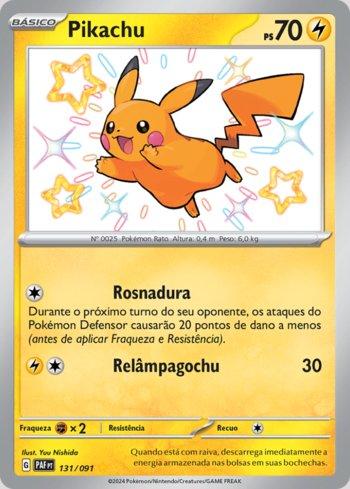 BÁSICO
Pikachu
PS 70
Nº 0025 Pokémon Rato Altura: 0,4 m Peso: 6,0 kg
Rosnadura
Durante o próximo turno do seu oponente, os ataques do
Pokémon Defensor causarão 20 pontos de dano a menos
(antes de aplicar Fraqueza e Resistência).
Relâmpagochu 30
Fraqueza ×2 Resistência Recuo
Ilust. You Nishida
G PAF PT 131/091
Quando está com raiva, descarrega imediatamente a
energia armazenada nas bolsas em suas bochechas.
©2024 Pokémon/Nintendo/Creatures/GAME FREAK